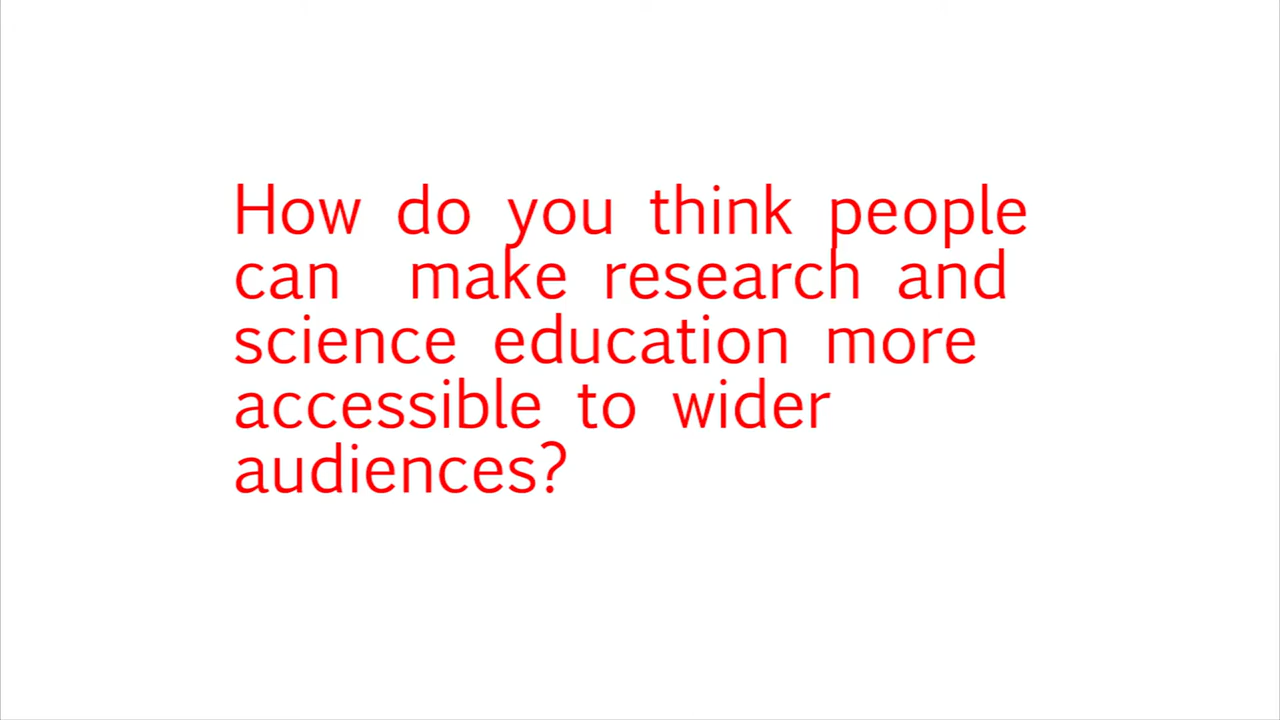 How do you think people
can make research and
science education more
accessible to wider
audiences?